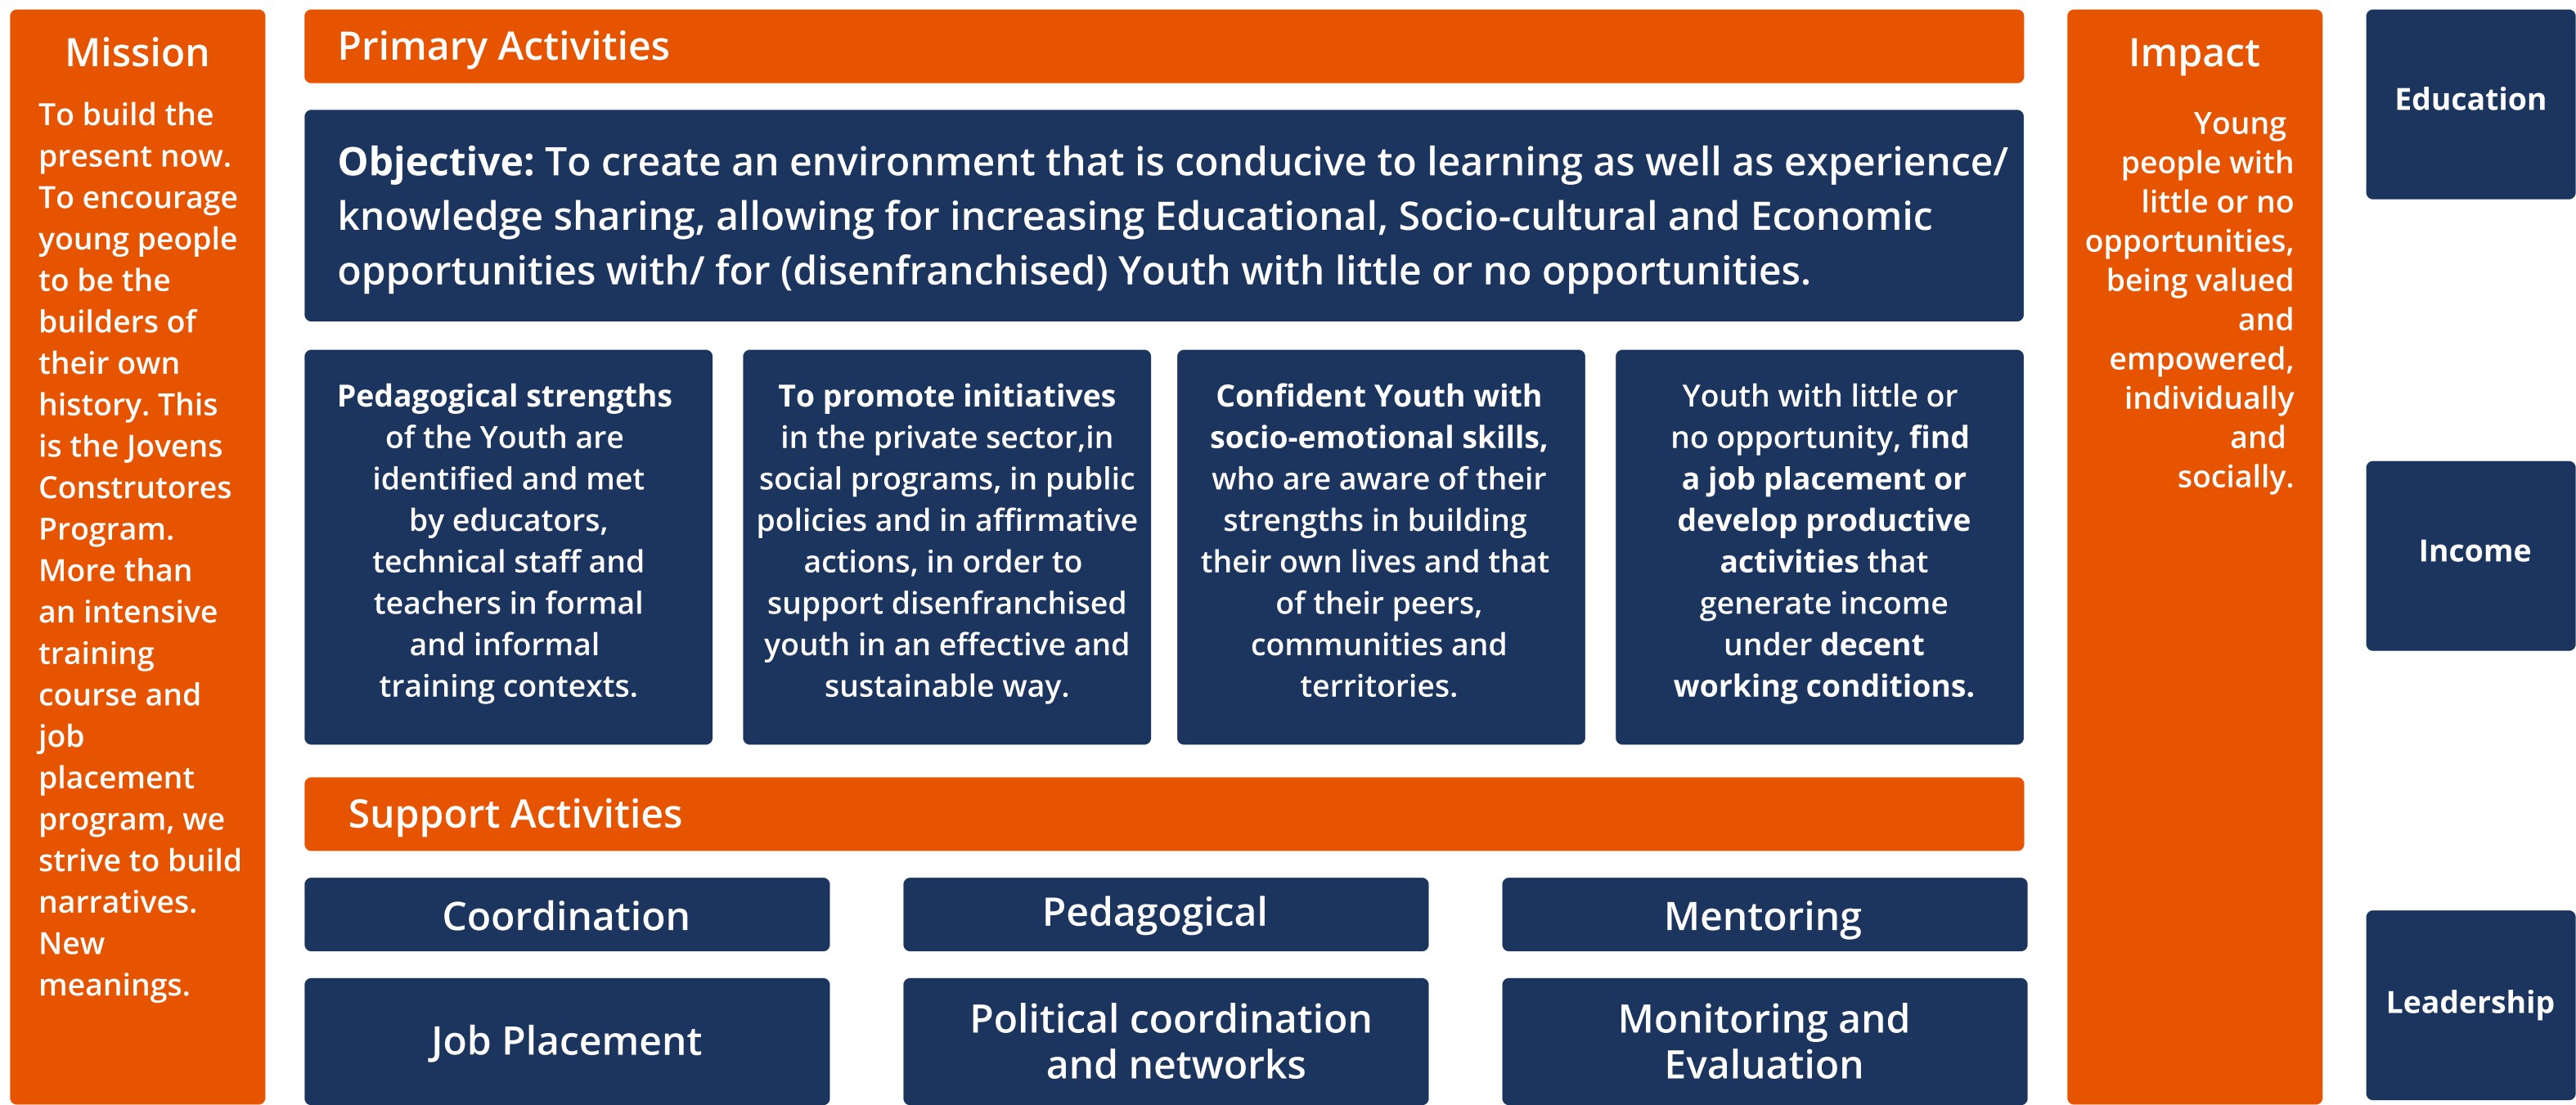 Mission
To build the
present now.
To encourage
young people
to be the
builders of
their own
history. This
is the Jovens
Construtores
Program.
More than
an intensive
training
course and
job
placement
program, we
strive to build
narratives.
New
meanings.
Primary Activities
Objective: To create an environment that is conducive to learning as well as experience/
knowledge sharing, allowing for increasing Educational, Socio-cultural and Economic
opportunities with/ for (disenfranchised) Youth with little or no opportunities.
Pedagogical strengths
of the Youth are
identified and met
by educators,
technical staff and
teachers in formal
and informal
training contexts.
To promote initiatives
in the private sector,in
social programs, in public
policies and in affirmative
actions, in order to
support disenfranchised
youth in an effective and
sustainable way.
Confident Youth with
socio-emotional skills,
who are aware of their
strengths in building
their own lives and that
of their peers,
communities and
territories.
Youth with little or
no opportunity, find
a job placement or
develop productive
activities that
generate income
under decent
working conditions.
Support Activities
Coordination
Pedagogical
Mentoring
Job Placement
Political coordination
and networks
Monitoring and
Evaluation
Impact
Young
people with
little or no
opportunities,
being valued
and
empowered,
individually
and
socially.
Education
Income
Leadership